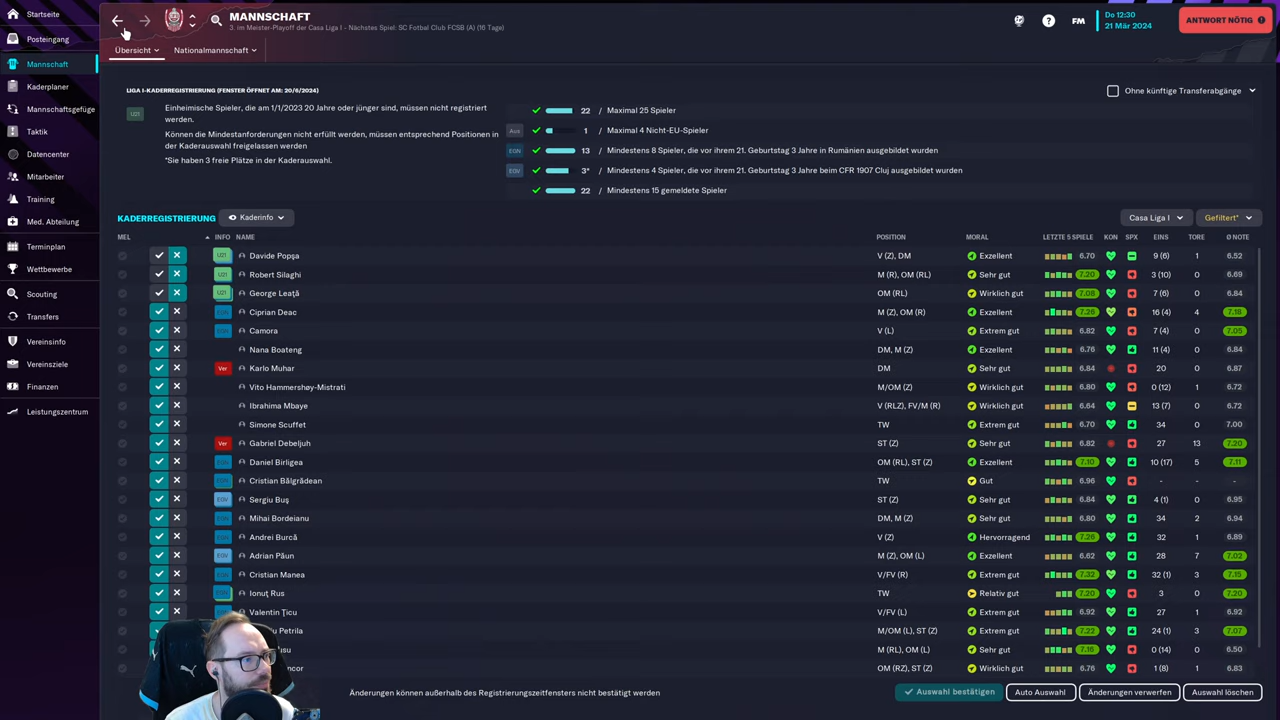 Startseite
Posteingang
Mannschaft
Kaderplaner
Mannschaftsgefüge
Taktik
Datencenter
Mitarbeiter
Training
Med. Abteilung
Terminplan
Wettbewerbe
Scouting
Transfers
Vereinsinfo
Vereinsziele
Finanzen
Leistungszentrum
MANNSCHAFT
3. im Meister-Playoff der Casa Liga I - Nächstes Spiel: SC Fotbal Club FCSB (A) (16 Tage)
FM
Do 12:30
21 Mär 2024
ANTWORT NÖTIG
Übersicht Nationalmannschaft
LIGA I-KADERREGISTRIERUNG (FENSTER ÖFFNET AM: 20/6/2024)
U21 Einheimische Spieler, die am 1/1/2023 20 Jahre oder jünger sind, müssen nicht registriert
werden.
Können die Mindestanforderungen nicht erfüllt werden, müssen entsprechend Positionen in
der Kaderauswahl freigelassen werden
*Sie haben 3 freie Plätze in der Kaderauswahl.
Ohne künftige Transferabgänge
22 / Maximal 25 Spieler
Aus 1 / Maximal 4 Nicht-EU-Spieler
EGN 13 / Mindestens 8 Spieler, die vor ihrem 21. Geburtstag 3 Jahre in Rumänien ausgebildet wurden
EGV 3* / Mindestens 4 Spieler, die vor ihrem 21. Geburtstag 3 Jahre beim CFR 1907 Cluj ausgebildet wurden
22 / Mindestens 15 gemeldete Spieler
KADERREGISTRIERUNG Kaderinfo Casa Liga I Gefiltert*
MEL INFO NAME POSITION MORAL LETZTE 5 SPIELE KON SPX EINS TORE Ø NOTE
U21 Davide Popşa V (Z), DM Exzellent 6.70 9 (6) 1 6.52
U21 Robert Silaghi M (R), OM (RL) Sehr gut 7.20 3 (10) 0 6.69
U21 George Leaţă OM (RL) Wirklich gut 7.08 7 (6) 0 6.84
EGN Ciprian Deac M (Z), OM (R) Exzellent 7.26 16 (4) 4 7.18
EGN Camora V (L) Extrem gut 6.82 7 (4) 0 7.05
Nana Boateng DM, M (Z) Exzellent 6.76 11 (4) 0 6.84
Ver Karlo Muhar DM Sehr gut 6.84 20 0 6.87
Vito Hammershøy-Mistrati M/OM (Z) Wirklich gut 6.80 0 (12) 1 6.72
Ibrahima Mbaye V (RLZ), FV/M (R) Wirklich gut 6.64 13 (7) 0 6.72
Simone Scuffet TW Exzellent 6.70 34 0 7.00
Ver Gabriel Debeljuh ST (Z) Sehr gut 6.82 27 13 7.20
EGN Daniel Birligea OM (RL), ST (Z) Exzellent 7.10 10 (17) 5 7.11
EGN Cristian Bălgrădean TW Gut 6.96 - - -
EGV Sergiu Buş ST (Z) Sehr gut 6.84 4 (1) 0 6.95
EGN Mihai Bordeianu DM, M (Z) Sehr gut 6.80 34 2 6.94
EGN Andrei Burcă V (Z) Hervorragend 7.26 32 1 6.89
EGV Adrian Păun M (Z), OM (L) Exzellent 6.62 28 7 7.02
EGN Cristian Manea V/FV (R) Extrem gut 7.32 32 (1) 3 7.15
EGN Ionuţ Rus TW Relativ gut 7.20 3 0 7.20
Valentin Ţicu V/FV (L) Extrem gut 6.92 27 1 6.92
Petrila M/OM (L), ST (Z) Extrem gut 7.22 24 (1) 3 7.07
M (RL), OM (L) Sehr gut 7.16 0 (14) 0 6.50
OM (RZ), ST (Z) Wirklich gut 6.76 1 (8) 1 6.83
Änderungen können außerhalb des Registrierungszeitfensters nicht bestätigt werden
Auswahl bestätigen Auto Auswahl Änderungen verwerfen Auswahl löschen